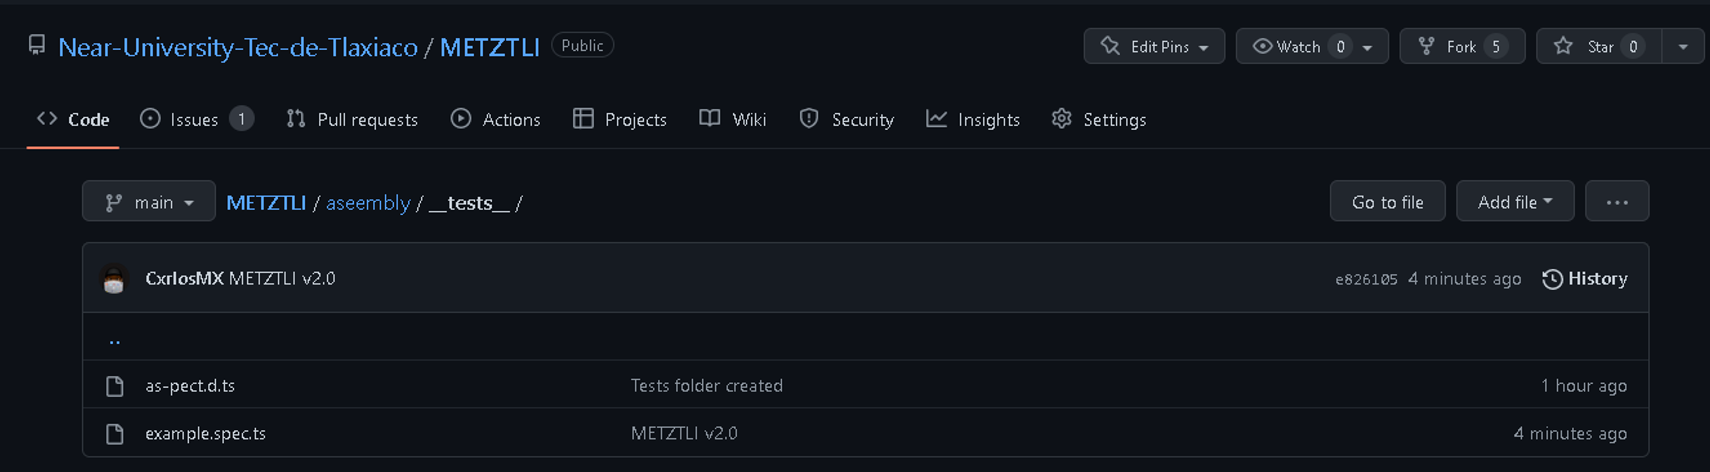 Near-University-Tec-de-Tlaxiaco / METZTLI Public Edit Pins Watch 0 Fork 5 Star 0
Code Issues 1 Pull requests Actions Projects Wiki Security Insights Settings
main METZTLI / aseembly / __tests__ / Go to file Add file ...
CxrlosMX METZTLI v2.0 e826105 4 minutes ago History
..
as-pect.d.ts Tests folder created 1 hour ago
example.spec.ts METZTLI v2.0 4 minutes ago